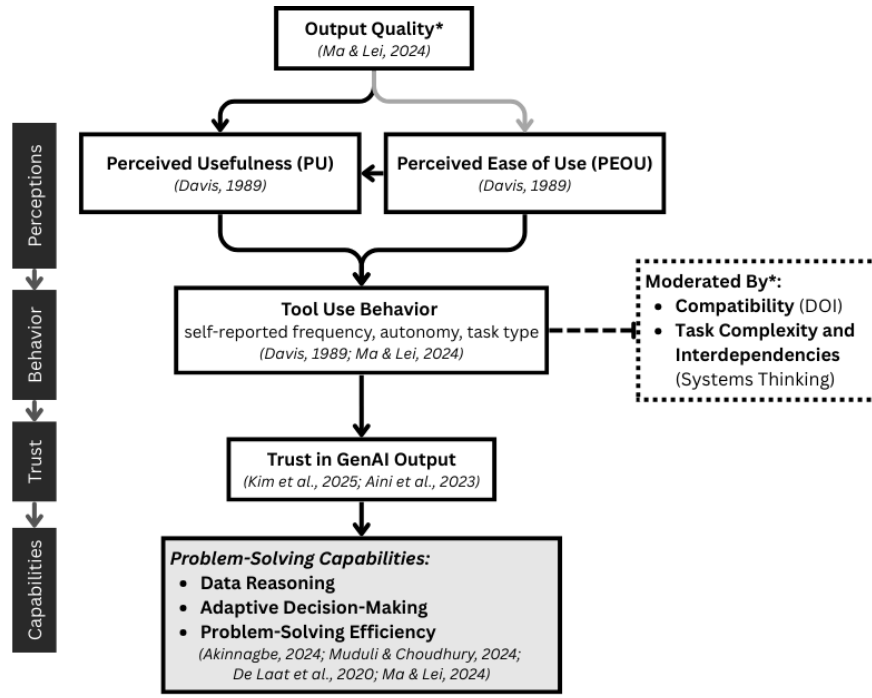 Output Quality*
(Ma & Lei, 2024)
Perceptions
Perceived Usefulness (PU)
(Davis, 1989)
Perceived Ease of Use (PEOU)
(Davis, 1989)
Behavior
Tool Use Behavior
self-reported frequency, autonomy, task type
(Davis, 1989; Ma & Lei, 2024)
Moderated By*:
• Compatibility (DOI)
• Task Complexity and
Interdependencies
(Systems Thinking)
Trust
Trust in GenAI Output
(Kim et al., 2025; Aini et al., 2023)
Capabilities
Problem-Solving Capabilities:
• Data Reasoning
• Adaptive Decision-Making
• Problem-Solving Efficiency
(Akinnagbe, 2024; Muduli & Choudhury, 2024;
De Laat et al., 2020; Ma & Lei, 2024)